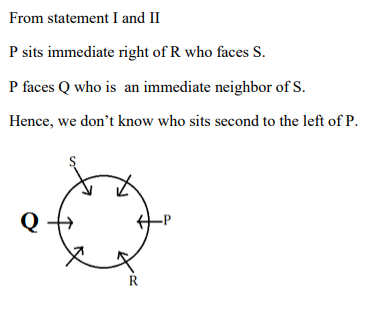 From statement I and II
P sits immediate right of R who faces S.
P faces Q who is an immediate neighbor of S.
Hence, we don't know who sits second to the left of P.
S
Q
P
R